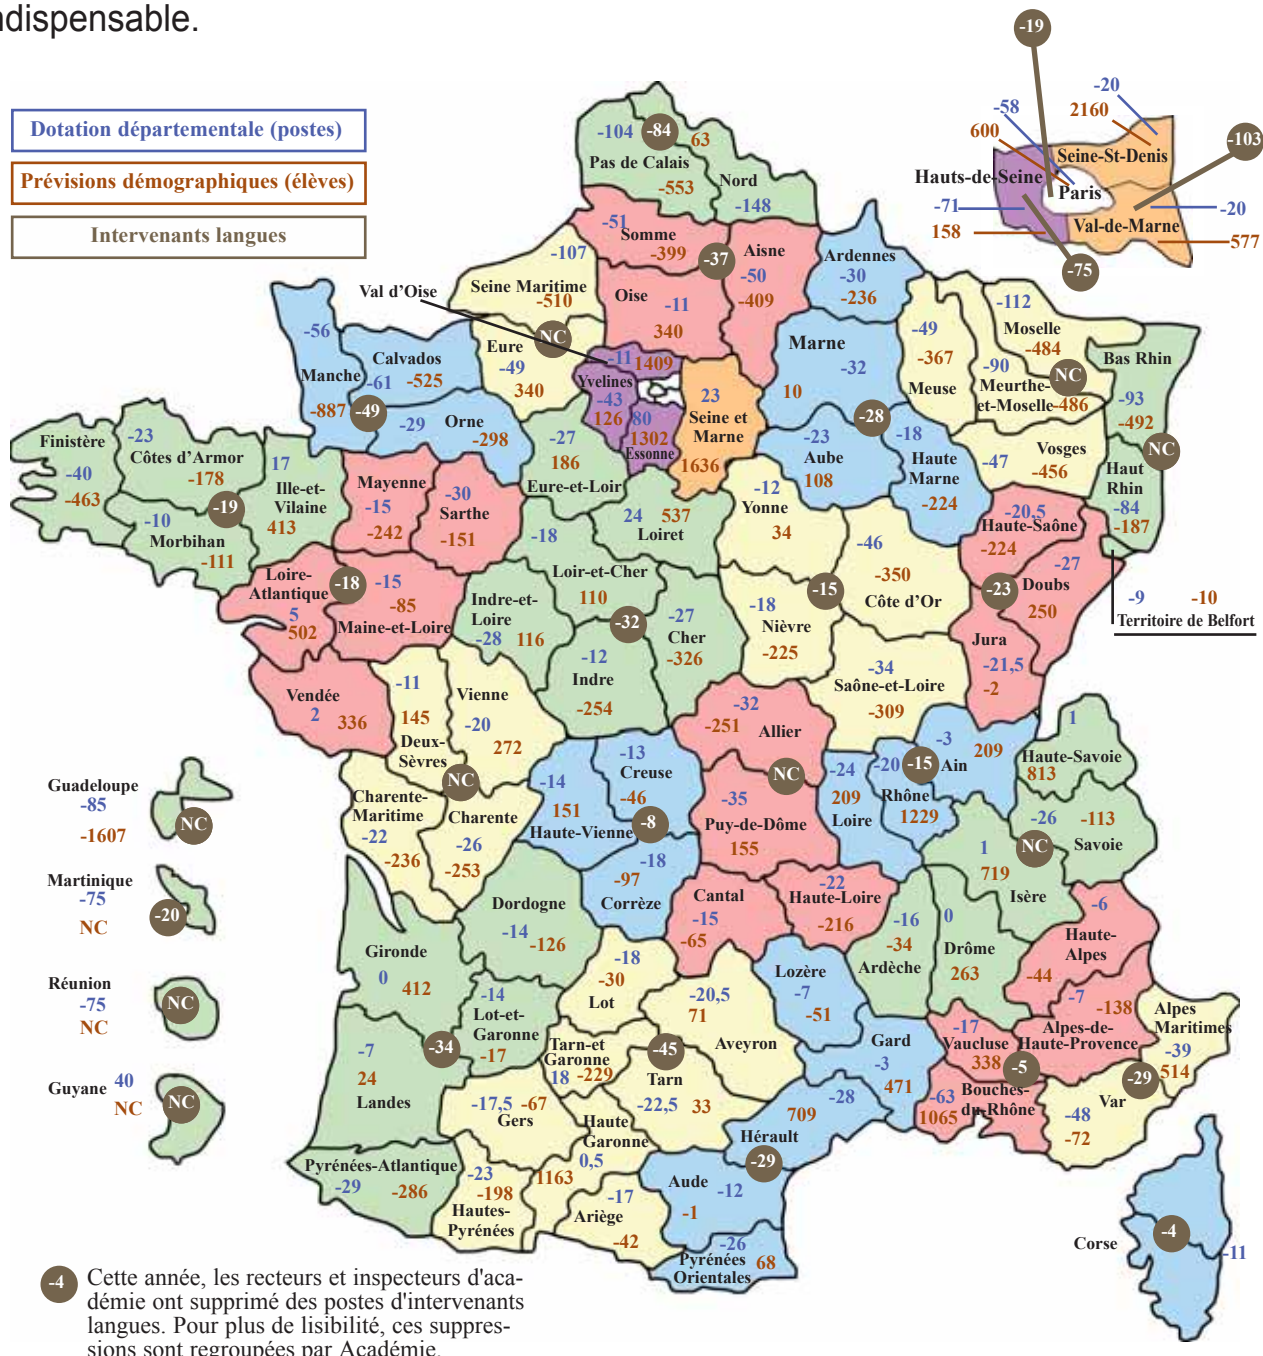 ndispensable.
Dotation départementale (postes)
Prévisions démographiques (élèves)
Intervenants langues
-19
-20
-58
2160
600
-103
Seine-St-Denis
Hauts-de-Seine
Paris
-71
-20
158
Val-de-Marne
577
-75
-104
-84
63
Pas de Calais
-553
Nord
-148
-51
Somme
-399
-37
Aisne
-50
-409
Ardennes
-30
-236
-107
Seine Maritime
-510
Val d'Oise
Oise
-11
340
NC
Eure
-49
340
-11
1409
Yvelines
-43
126
80
1302
Essonne
23
Seine et
Marne
1636
Marne
-32
10
-28
-23
Aube
108
-18
Haute
Marne
-224
-49
-367
Meuse
-112
Moselle
-484
-90
NC
Meurthe-
et-Moselle
-486
Bas Rhin
-93
-492
NC
Vosges
-47
-456
Haut
Rhin
-84
-187
-56
Manche
-887
Calvados
-61
-525
-49
-29
Orne
-298
Finistère
-40
-463
-23
Côtes d'Armor
-178
-19
-10
Morbihan
-111
17
Ille-et-
Vilaine
413
Mayenne
-15
-242
-30
Sarthe
-151
-27
186
Eure-et-Loir
24
537
Loiret
-18
Loir-et-Cher
110
-32
-12
Yonne
34
-46
-350
Côte d'Or
-15
-18
Nièvre
-225
-34
Saône-et-Loire
-309
-20,5
Haute-Saône
-224
-27
-23
Doubs
250
Jura
-21,5
-2
-9
-10
Territoire de Belfort
Loire-
Atlantique
5
502
-18
-15
-85
Maine-et-Loire
Indre-et-
Loire
-28
116
-27
Cher
-326
-12
Indre
-254
Vendée
2
336
-11
145
Deux-
Sèvres
Vienne
-20
272
NC
Charente-
Maritime
-22
-236
Charente
-26
-253
-14
151
Haute-Vienne
-13
Creuse
-46
-8
-18
-97
Corrèze
-32
-251
Allier
NC
-35
Puy-de-Dôme
155
-24
209
Loire
-20
Rhône
1229
-15
-3
209
Ain
1
Haute-Savoie
813
-26
-113
Savoie
NC
1
719
Isère
Guadeloupe
-85
-1607
NC
Martinique
-75
NC
-20
Réunion
-75
NC
NC
Guyane
40
NC
NC
Gironde
0
412
Dordogne
-14
-126
-14
Lot-et-
Garonne
-17
-34
-7
24
Landes
Cantal
-15
-65
-22
Haute-Loire
-216
-16
-34
Ardèche
0
Drôme
263
-6
Haute-
Alpes
-44
-18
-30
Lot
-20,5
71
Aveyron
Lozère
-7
-51
Gard
-3
471
-17
Vaucluse
338
-7
-138
Alpes-de-
Haute-Provence
-5
Alpes
Maritimes
-39
514
-29
Var
-48
-72
-63
1065
Bouches-
du-Rhône
Tarn-et
Garonne
18
-229
-45
Tarn
-22,5
33
-17,5
-67
Gers
Haute
Garonne
0,5
1163
-28
709
Hérault
-29
Pyrénées-Atlantique
-29
-286
-23
-198
Hautes-
Pyrénées
-17
Ariège
-42
Aude
-12
-1
-26
Pyrénées
Orientales
68
Corse
-4
-11
-4
Cette année, les recteurs et inspecteurs d'aca-
démie ont supprimé des postes d'intervenants
langues. Pour plus de lisibilité, ces suppres-
sions sont regroupées par Académie.